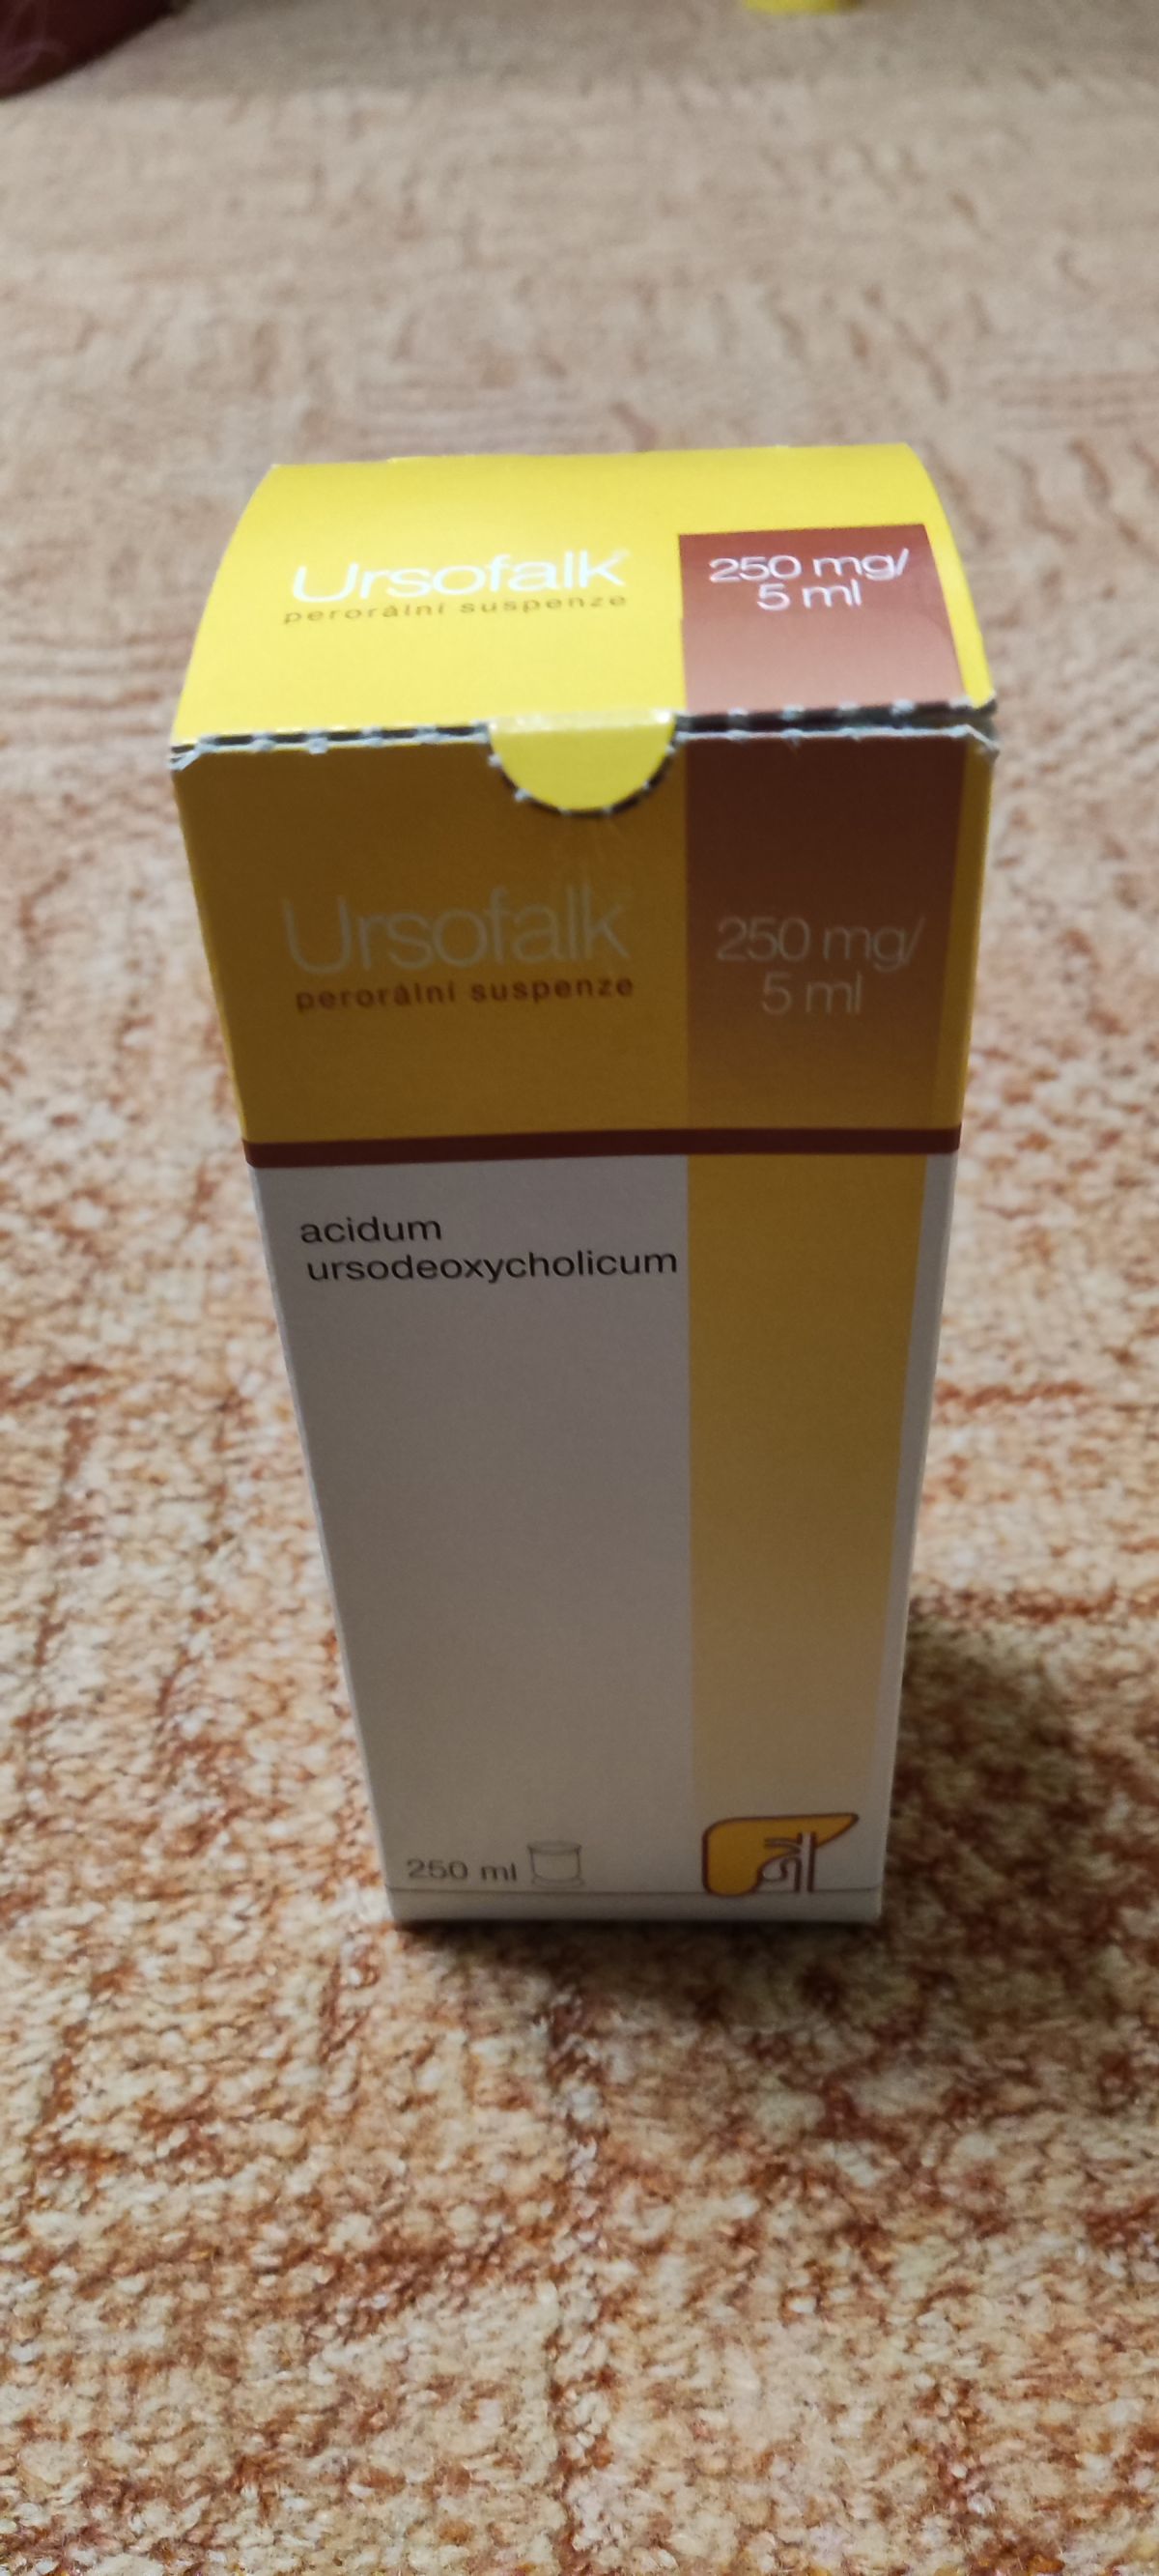 Ursofalk®
perorální suspenze
250 mg/
5 ml
Ursofalk
perorální suspenze
250 mg/
5 ml
acidum
ursodeoxycholicum
250 ml